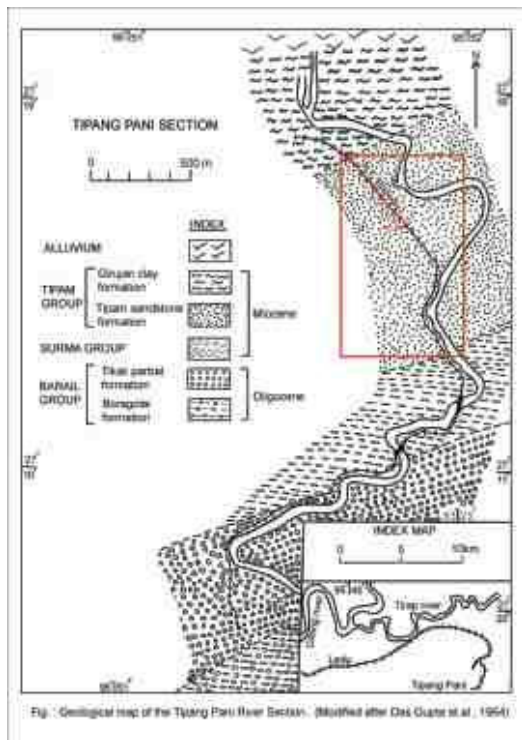 TIPANG PANI SECTION
0 500 m
N
INDEX
ALLUVIUM
TIPAM GROUP
Girujan clay formation
Tipam sandstone formation
Miocene
SURMA GROUP
BARAIL GROUP
Tikak parbat formation
formation
Oligocene
INDEX MAP
0 5 10km
Tirap river
Ledo
Tipang Pani
Fig. : Geological map of the Tipang Pani River Section. (Modified after Das Gupta et al., 1964)